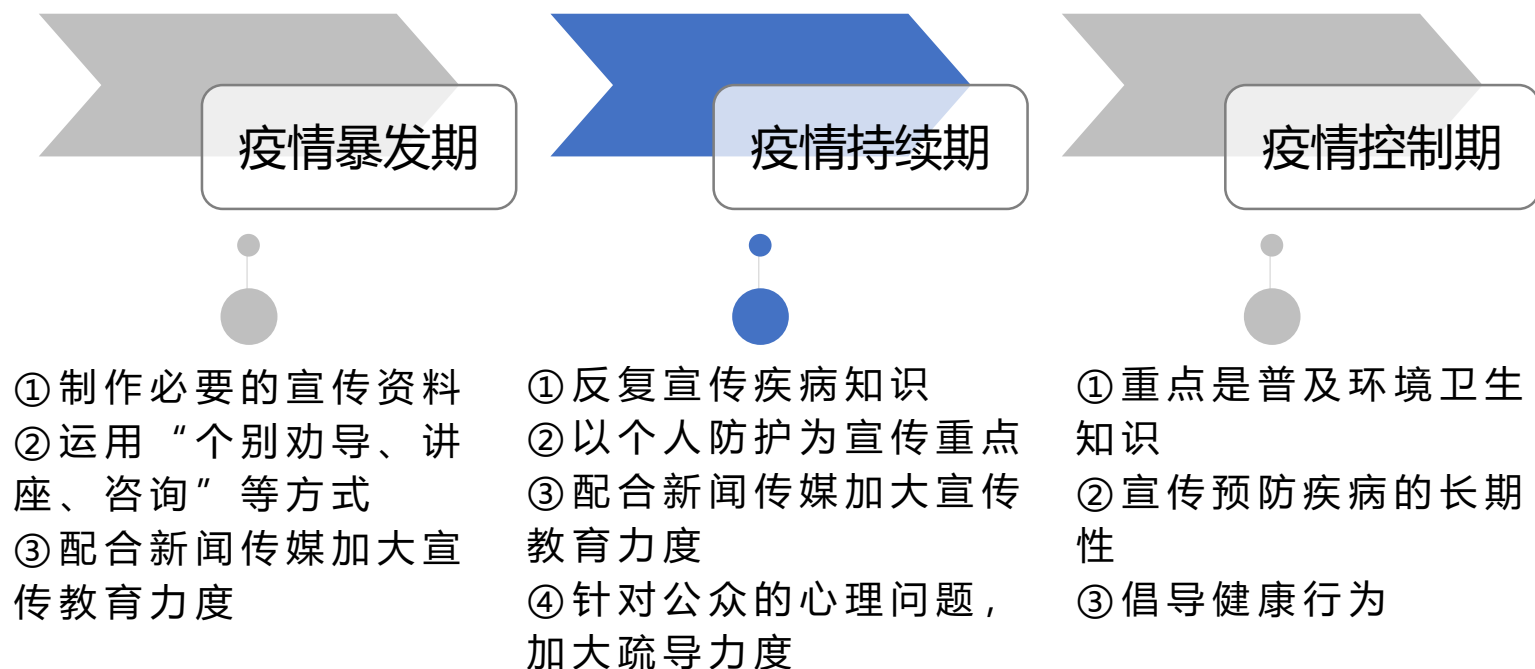 疫情暴发期
①制作必要的宣传资料
②运用“个别劝导、讲
座、咨询”等方式
③配合新闻传媒加大宣
传教育力度
疫情持续期
①反复宣传疾病知识
②以个人防护为宣传重点
③配合新闻传媒加大宣传
教育力度
④针对公众的心理问题，
加大疏导力度
疫情控制期
①重点是普及环境卫生
知识
②宣传预防疾病的长期
性
③倡导健康行为